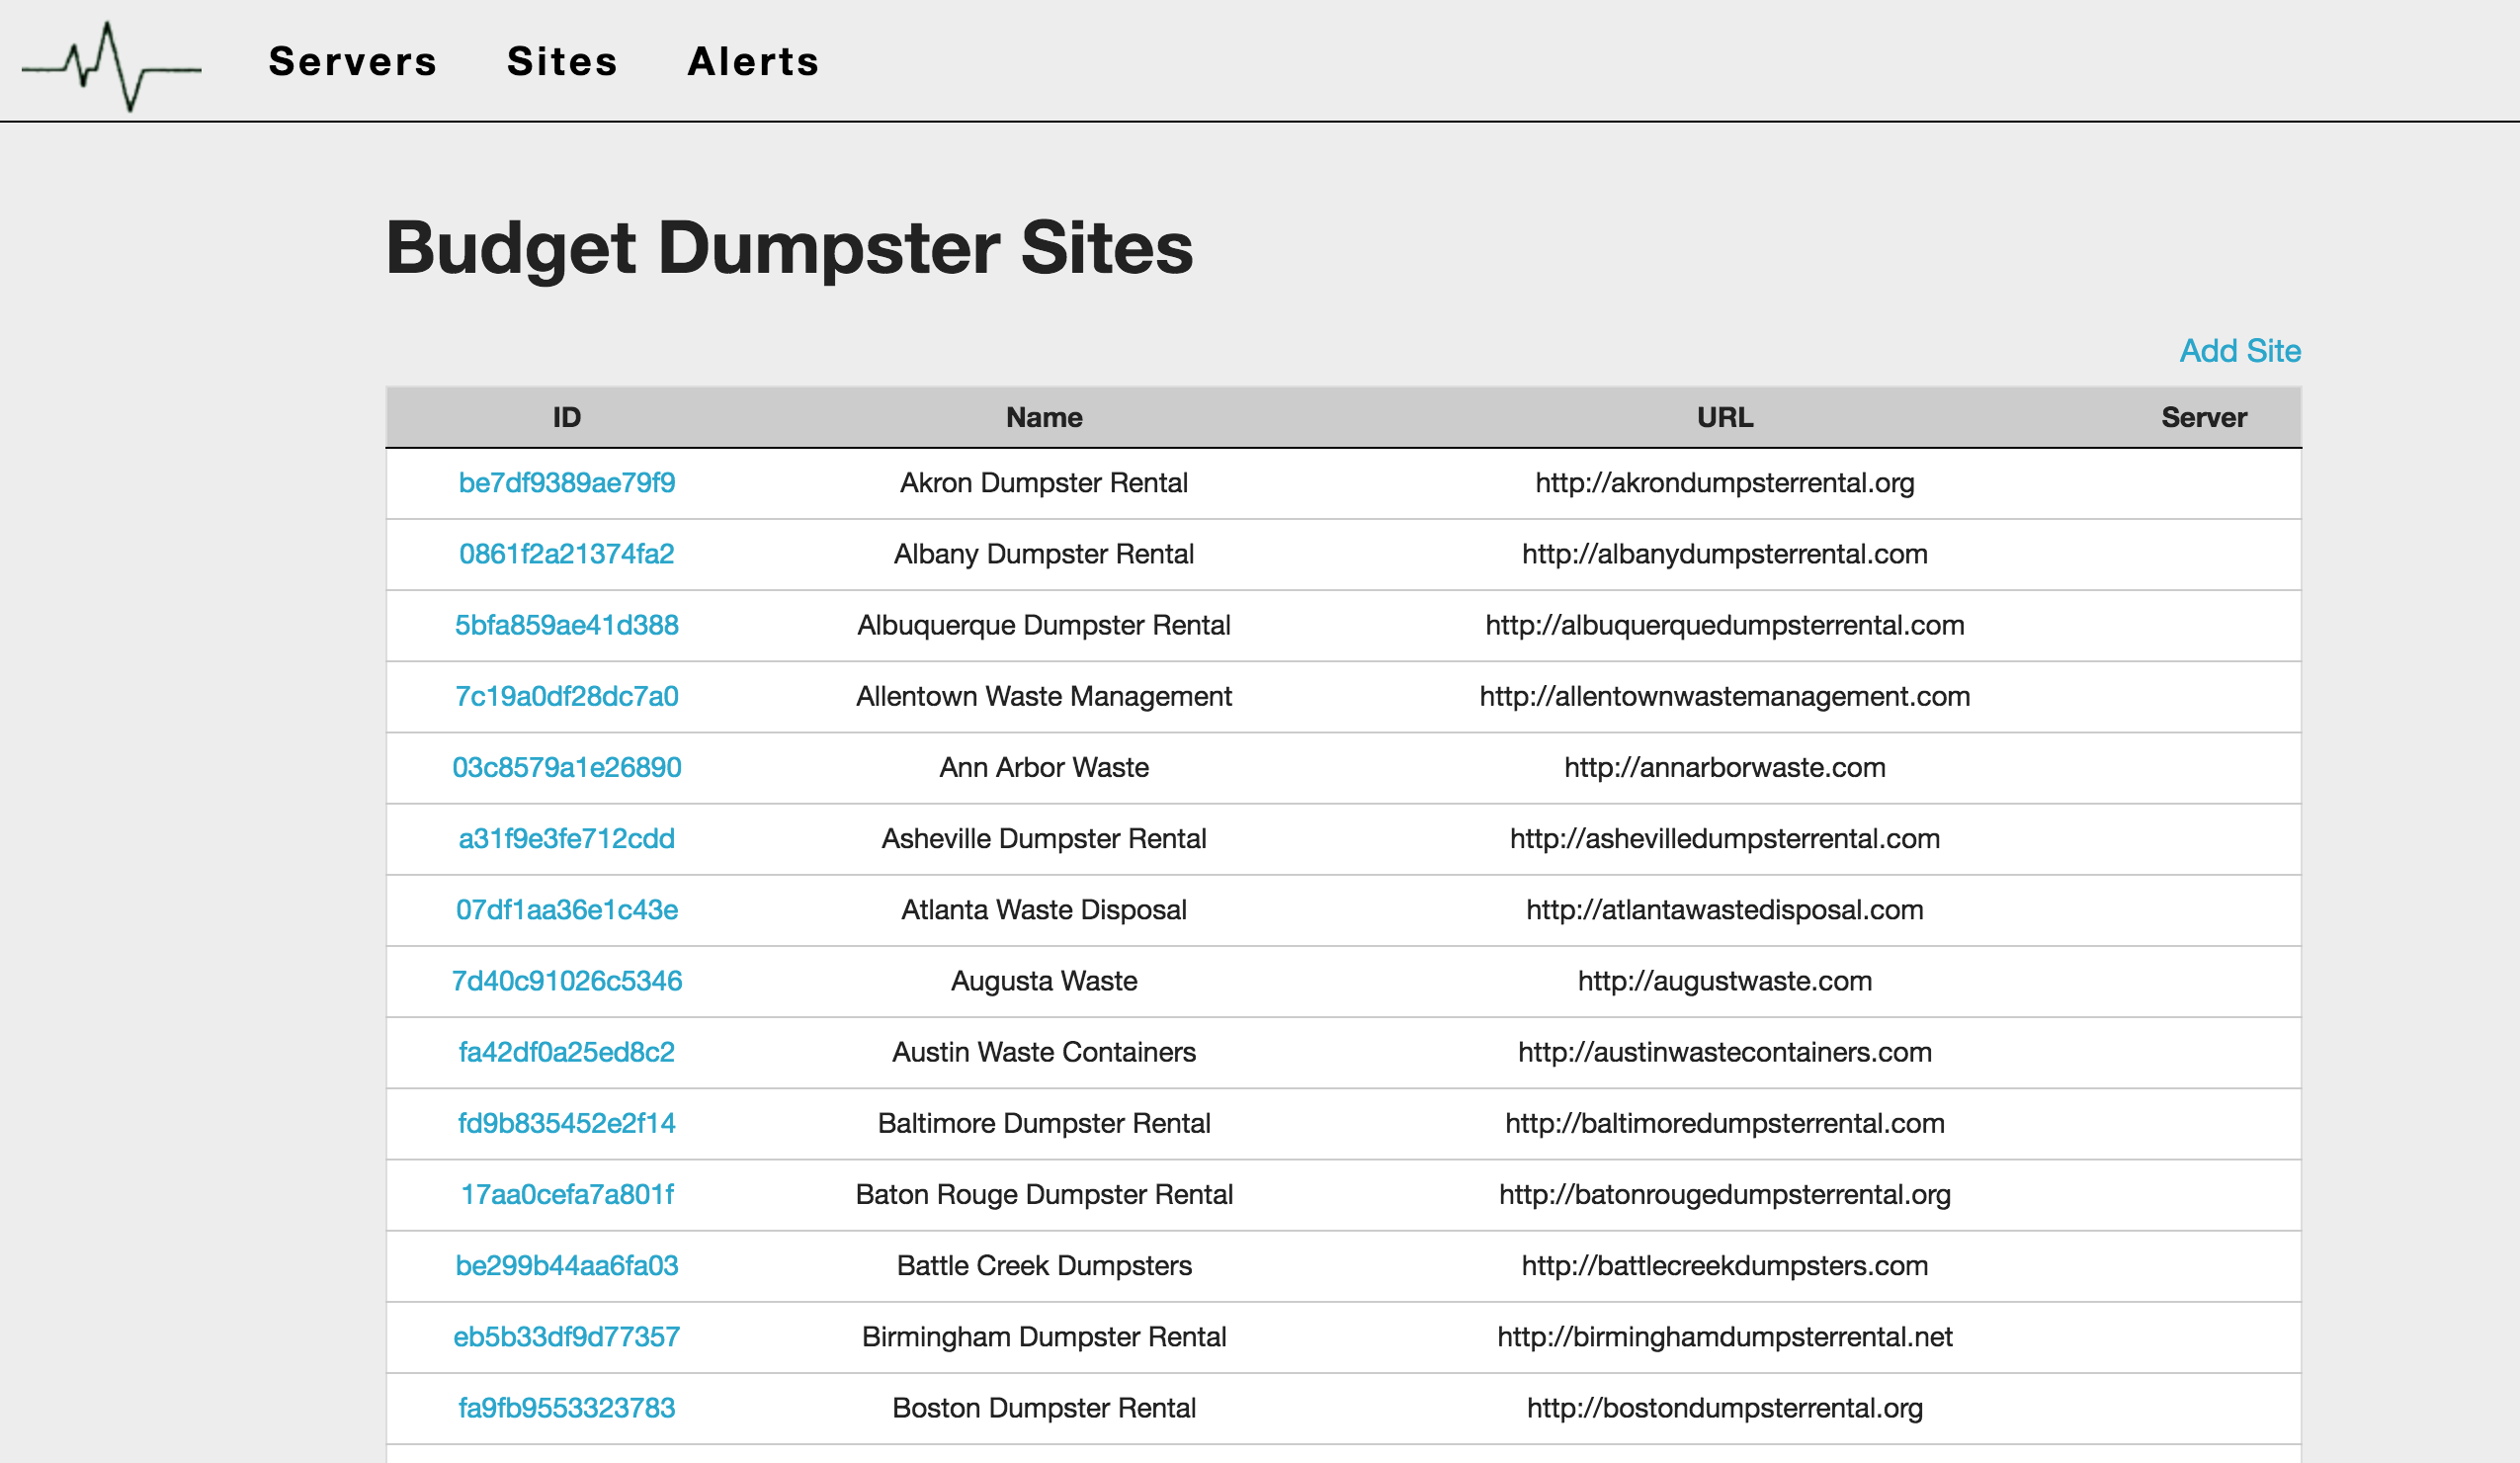 Servers Sites Alerts
Budget Dumpster Sites
Add Site
ID Name URL Server
be7df9389ae79f9 Akron Dumpster Rental http://akrondumpsterrental.org
0861f2a21374fa2 Albany Dumpster Rental http://albanydumpsterrental.com
5bfa859ae41d388 Albuquerque Dumpster Rental http://albuquerquedumpsterrental.com
7c19a0df28dc7a0 Allentown Waste Management http://allentownwastemanagement.com
03c8579a1e26890 Ann Arbor Waste http://annarborwaste.com
a31f9e3fe712cdd Asheville Dumpster Rental http://ashevilledumpsterrental.com
07df1aa36e1c43e Atlanta Waste Disposal http://atlantawastedisposal.com
7d40c91026c5346 Augusta Waste http://augustwaste.com
fa42df0a25ed8c2 Austin Waste Containers http://austinwastecontainers.com
fd9b835452e2f14 Baltimore Dumpster Rental http://baltimoredumpsterrental.com
17aa0cefa7a801f Baton Rouge Dumpster Rental http://batonrougedumpsterrental.org
be299b44aa6fa03 Battle Creek Dumpsters http://battlecreekdumpsters.com
eb5b33df9d77357 Birmingham Dumpster Rental http://birminghamdumpsterrental.net
fa9fb9553323783 Boston Dumpster Rental http://bostondumpsterrental.org